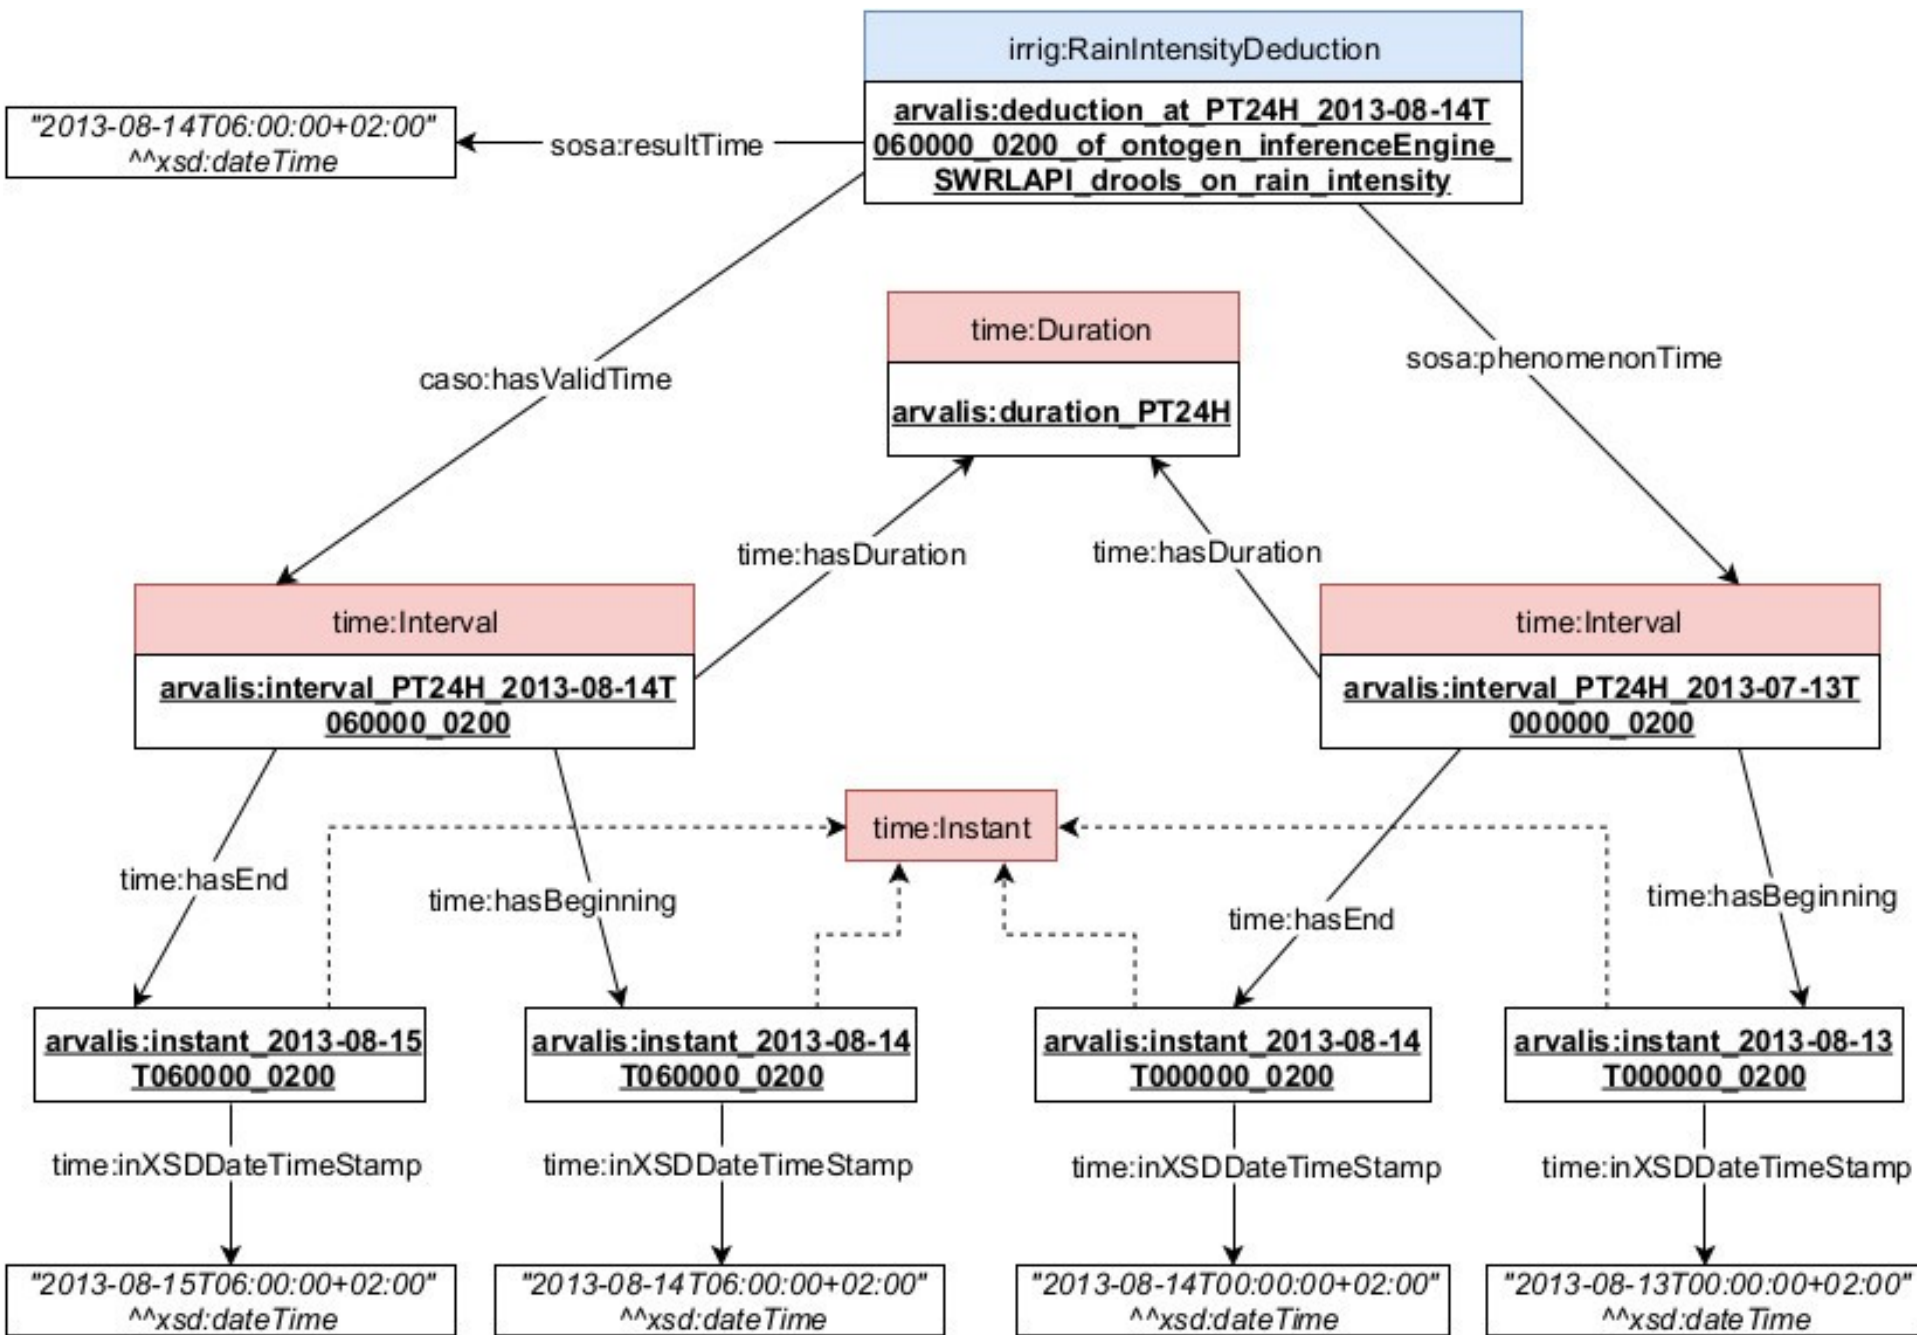 irrig:RainIntensityDeduction
arvalis:deduction_at_PT24H_2013-08-14T
060000_0200_of_ontogen_inferenceEngine_
SWRLAPI_drools_on_rain_intensity
"2013-08-14T06:00:00+02:00"
^^xsd:dateTime
sosa:resultTime
time:Duration
arvalis:duration_PT24H
caso:hasValidTime
sosa:phenomenonTime
time:hasDuration
time:hasDuration
time:Interval
arvalis:interval_PT24H_2013-08-14T
060000_0200
time:Interval
arvalis:interval_PT24H_2013-07-13T
000000_0200
time:Instant
time:hasEnd
time:hasBeginning
time:hasEnd
time:hasBeginning
arvalis:instant_2013-08-15
T060000_0200
arvalis:instant_2013-08-14
T060000_0200
arvalis:instant_2013-08-14
T000000_0200
arvalis:instant_2013-08-13
T000000_0200
time:inXSDDateTimeStamp
time:inXSDDateTimeStamp
time:inXSDDateTimeStamp
time:inXSDDateTimeStamp
"2013-08-15T06:00:00+02:00"
^^xsd:dateTime
"2013-08-14T06:00:00+02:00"
^^xsd:dateTime
"2013-08-14T00:00:00+02:00"
^^xsd:dateTime
"2013-08-13T00:00:00+02:00"
^^xsd:dateTime